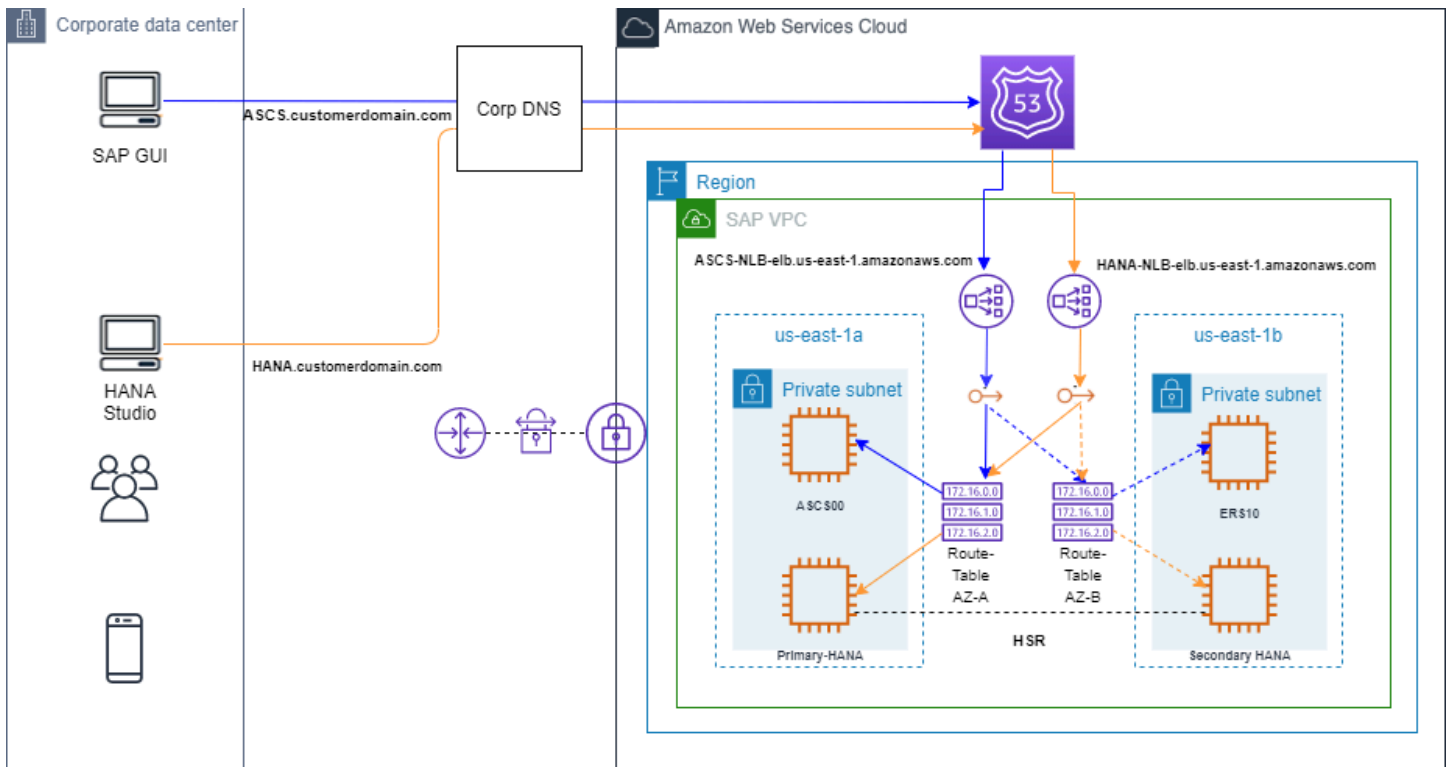 Corporate data center
Amazon Web Services Cloud
SAP GUI
ASCS.customerdomain.com
Corp DNS
53
Region
SAP VPC
ASCS-NLB-elb.us-east-1.amazonaws.com
HANA-NLB-elb.us-east-1.amazonaws.com
us-east-1a
us-east-1b
HANA
Studio
HANA.customerdomain.com
Private subnet
Private subnet
ASCS00
ERS10
172.16.0.0
172.16.1.0
172.16.2.0
172.16.0.0
172.16.1.0
172.16.2.0
Route-
Table
AZ-A
Route-
Table
AZ-B
HSR
Primary-HANA
Secondary HANA